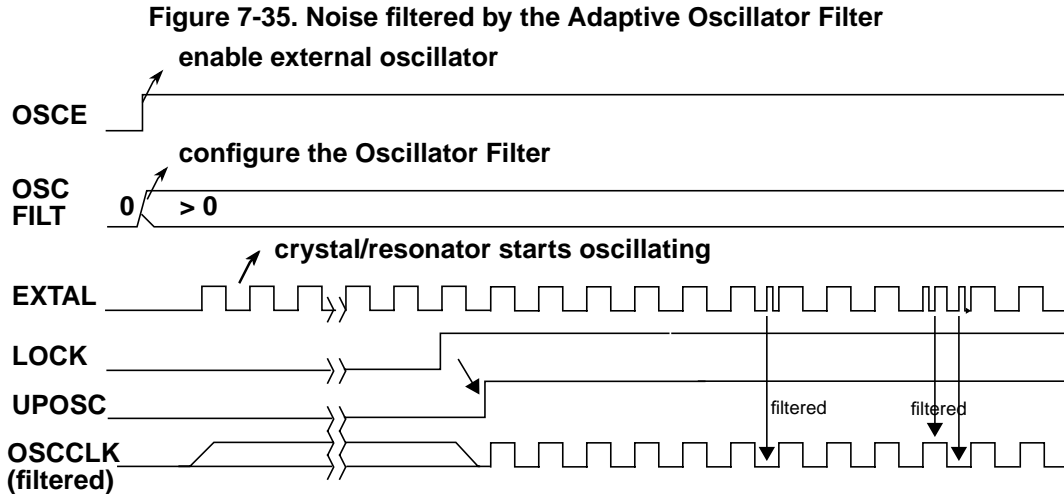 Figure 7-35. Noise filtered by the Adaptive Oscillator Filter
enable external oscillator
OSCE
configure the Oscillator Filter
OSC
FILT
0 > 0
crystal/resonator starts oscillating
EXTAL
LOCK
UPOSC
filtered filtered
OSCCLK
(filtered)